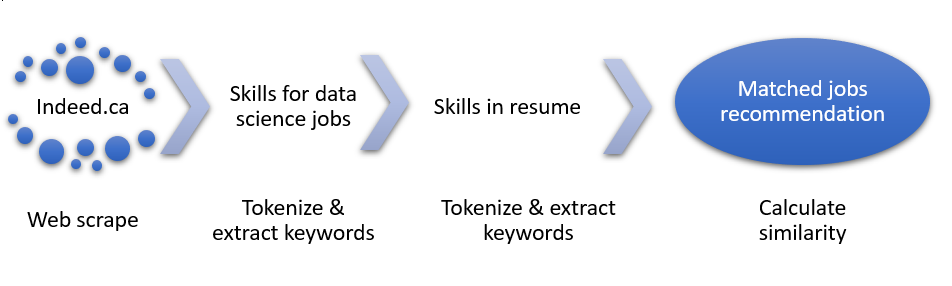 Indeed.ca
Skills for data
science jobs
Skills in resume
Matched jobs
recommendation
Web scrape
Tokenize &
extract keywords
Tokenize & extract
keywords
Calculate
similarity